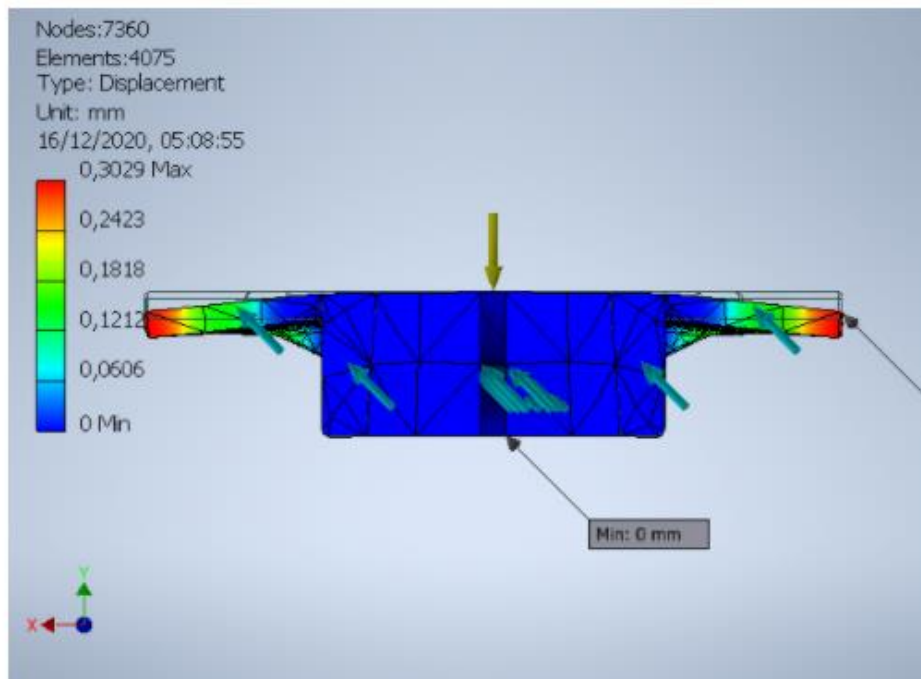 Nodes:7360
Elements:4075
Type: Displacement
Unit: mm
16/12/2020, 05:08:55
0,3029 Max
0,2423
0,1818
0,1212
0,0606
0 Min
Min: 0 mm
Y
X